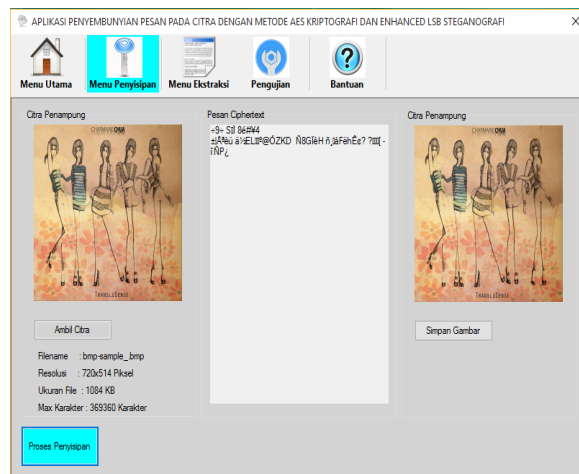 APLIKASI PENYEMBUNYIAN PESAN PADA CITRA DENGAN METODE AES KRIPTOGRAFI DAN ENHANCED LSB STEGANOGRAFI
Menu Utama Menu Penyisipan Menu Ekstraksi Pengujian Bantuan
Citra Penampung
Ambil Citra
Filename : bmp-sample_bmp
Resolusi : 720x514 Piksel
Ukuran File : 1084 KB
Max Karakter : 369360 Karakter
Proses Penyisipan
Pesan Ciphertext
Citra Penampung
Simpan Gambar